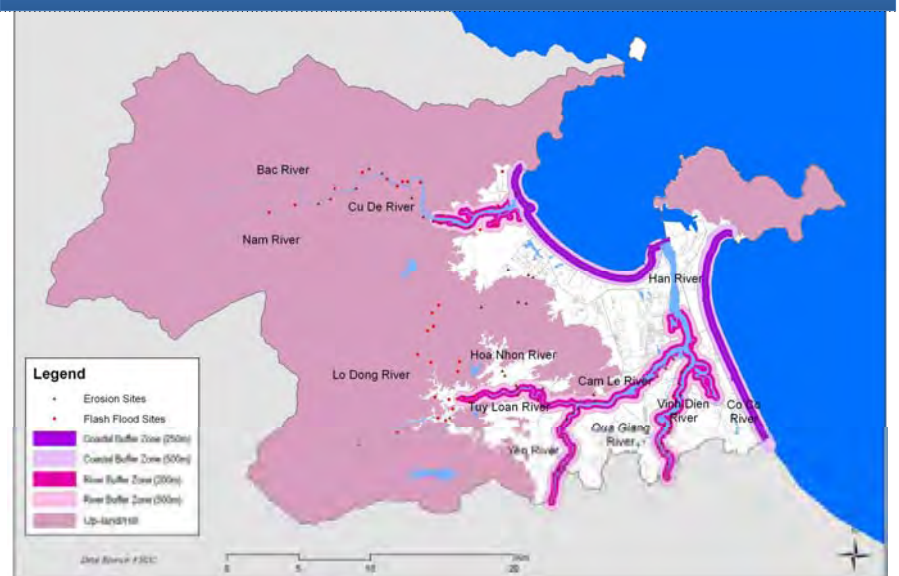 Bac River
Cu De River
Nam River
Han River
Hoa Nhon River
Lo Dong River
Cam Le River
Tuy Loan River
Vinh Dien
River
Co Co
River
Qua Giang
River
Yen River
Legend
Erosion Sites
Flash Flood Sites
Coastal Buffer Zone (250m)
Coastal Buffer Zone (500m)
River Buffer Zone (200m)
River Buffer Zone (500m)
Up-land/Hill
0 5 10 20